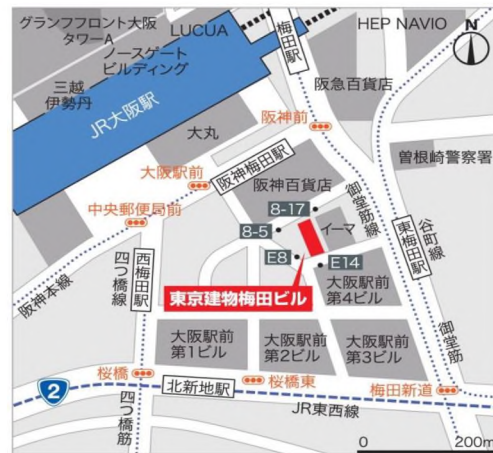 グランフロント大阪
タワーA
ノースゲート
ビルディング
LUCUA
三越
伊勢丹
JR大阪駅
梅田駅
HEP NAVIO
N
阪急百貨店
大丸
阪神前
阪神梅田駅
大阪駅前
曽根崎警察署
中央郵便局前
阪神百貨店
御堂筋線
8-17
8-5
イーマ
東梅田駅
谷町線
西梅田駅
四つ橋線
E8
E14
阪神本線
東京建物梅田ビル
大阪駅前
第4ビル
大阪駅前
第1ビル
大阪駅前
第2ビル
大阪駅前
第3ビル
御堂筋
桜橋
桜橋東
梅田新道
2
北新地駅
JR東西線
四つ橋筋
0
200m